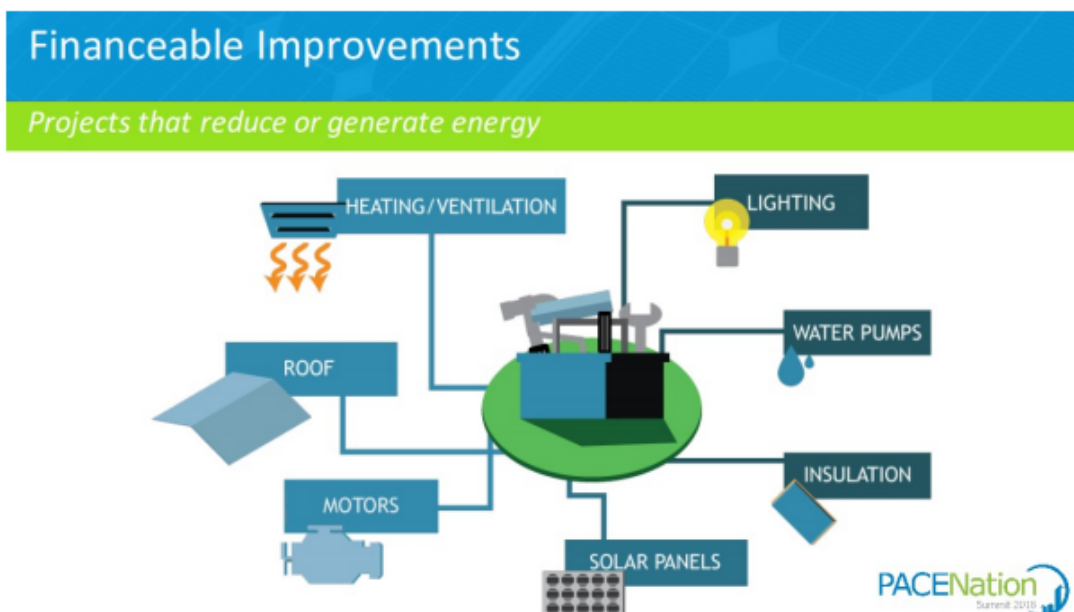 Financeable Improvements
Projects that reduce or generate energy
HEATING/VENTILATION
LIGHTING
WATER PUMPS
ROOF
INSULATION
MOTORS
SOLAR PANELS
PACENation
Summit 2018